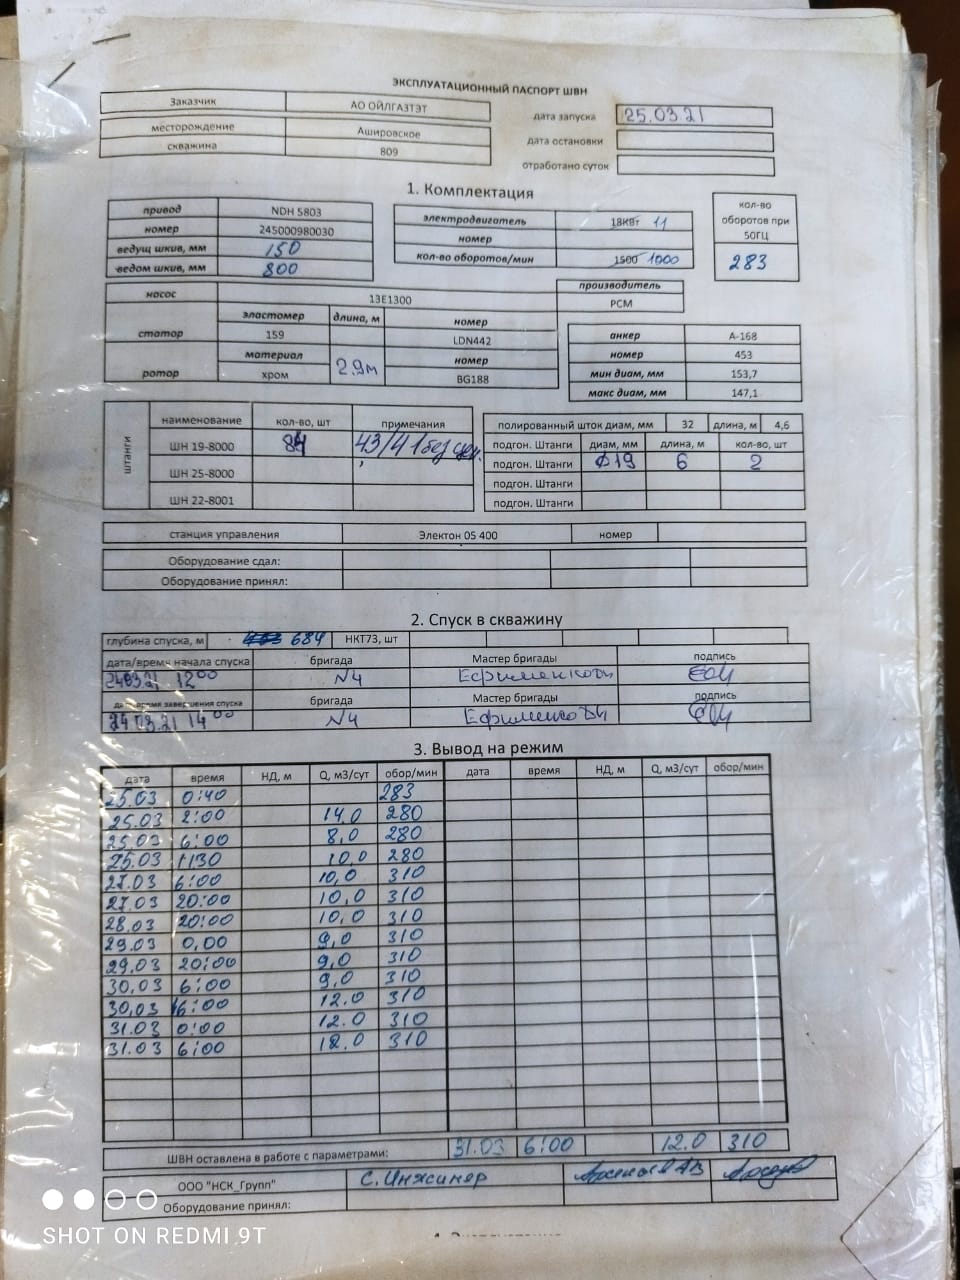 ЭКСПЛУАТАЦИОННЫЙ ПАСПОРТ ШВН
Заказчик АО ОЙЛГАЗТЭТ
месторождение Ашировское
скважина 809
дата запуска 25.03 21
дата остановки
отработано суток
1. Комплектация
привод NDH 5803
номер 245000980030
ведущ шкив, мм 150
ведом шкив, мм 800
электродвигатель 18КВт 11
номер
кол-во оборотов/мин 1500 1000
кол-во
оборотов при
50ГЦ
283
насос 13Е1300
производитель
РСМ
эластомер длина, м номер
статор 159 LDN442
материал 2.9м номер
ротор хром BG188
анкер А-168
номер 453
мин диам, мм 153,7
макс диам, мм 147,1
штанги
наименование кол-во, шт примечания
ШН 19-8000 84 43/41 без
ШН 25-8000
ШН 22-8001
полированный шток диам, мм 32 длина, м 4,6
подгон. Штанги диам, мм длина, м кол-во, шт
подгон. Штанги ф19 6 2
подгон. Штанги
подгон. Штанги
станция управления Электон 05 400 номер
Оборудование сдал:
Оборудование принял:
2. Спуск в скважину
глубина спуска, м 684 НКТ73, шт
дата/время начала спуска бригада Мастер бригады подпись
24.03.21 12 00 №4
дата/время завершения спуска бригада Мастер бригады подпись
24.03.21 14 00 №4
3. Вывод на режим
дата время НД, м Q, м3/сут обор/мин дата время НД, м Q, м3/сут обор/мин
25.03 0:40 283
25.03 2:00 14,0 280
25.03 6:00 8,0 280
25.03 1130 10,0 280
27.03 6:00 10,0 310
27.03 20:00 10,0 310
28.03 20:00 10,0 310
29.03 0,00 9,0 310
29.03 20:00 9,0 310
30,03 6:00 9,0 310
30,03 16:00 12.0 310
31.03 0:00 12.0 310
31.03 6:00 12.0 310
ШВН оставлена в работе с параметрами: 31.03 6:00 12.0 310
ООО "НСК_Групп" С. Инженер
Оборудование принял:
SHOT ON REDMI 9T